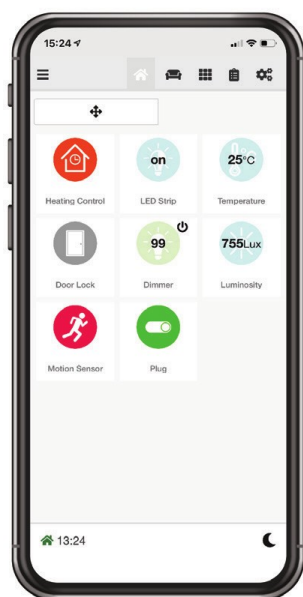 15:24
on
25°C
Heating Control
LED Strip
Temperature
99
755Lux
Door Lock
Dimmer
Luminosity
Motion Sensor
Plug
13:24